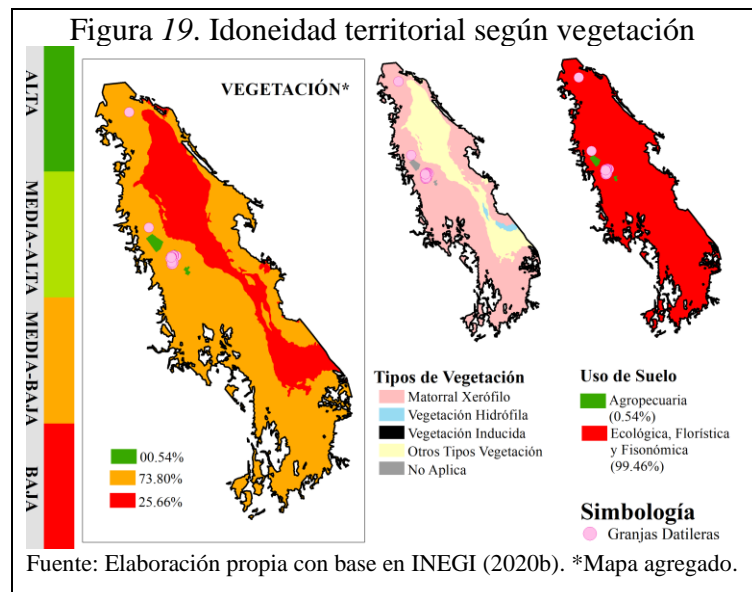 Figura 19. Idoneidad territorial según vegetación
ALTA
MEDIA-ALTA
MEDIA-BAJA
BAJA
VEGETACIÓN*
00.54%
73.80%
25.66%
Tipos de Vegetación
Matorral Xerófilo
Vegetación Hidrófila
Vegetación Inducida
Otros Tipos Vegetación
No Aplica
Uso de Suelo
Agropecuaria
(0.54%)
Ecológica, Florística
y Fisonómica
(99.46%)
Simbología
Granjas Datileras
Fuente: Elaboración propia con base en INEGI (2020b). *Mapa agregado.